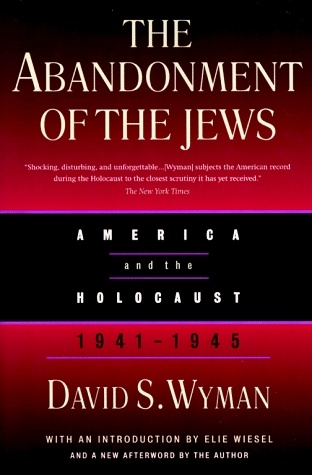 THE
ABANDONMENT
OF THE JEWS
"Shocking, disturbing, and unforgettable...[Wyman] subjects the American record
during the Holocaust to the closest scrutiny it has yet received."
The New York Times
AMERICA
and the
HOLOCAUST
1941-1945
DAVID S. WYMAN
WITH AN INTRODUCTION BY ELIE WIESEL
AND A NEW AFTERWORD BY THE AUTHOR